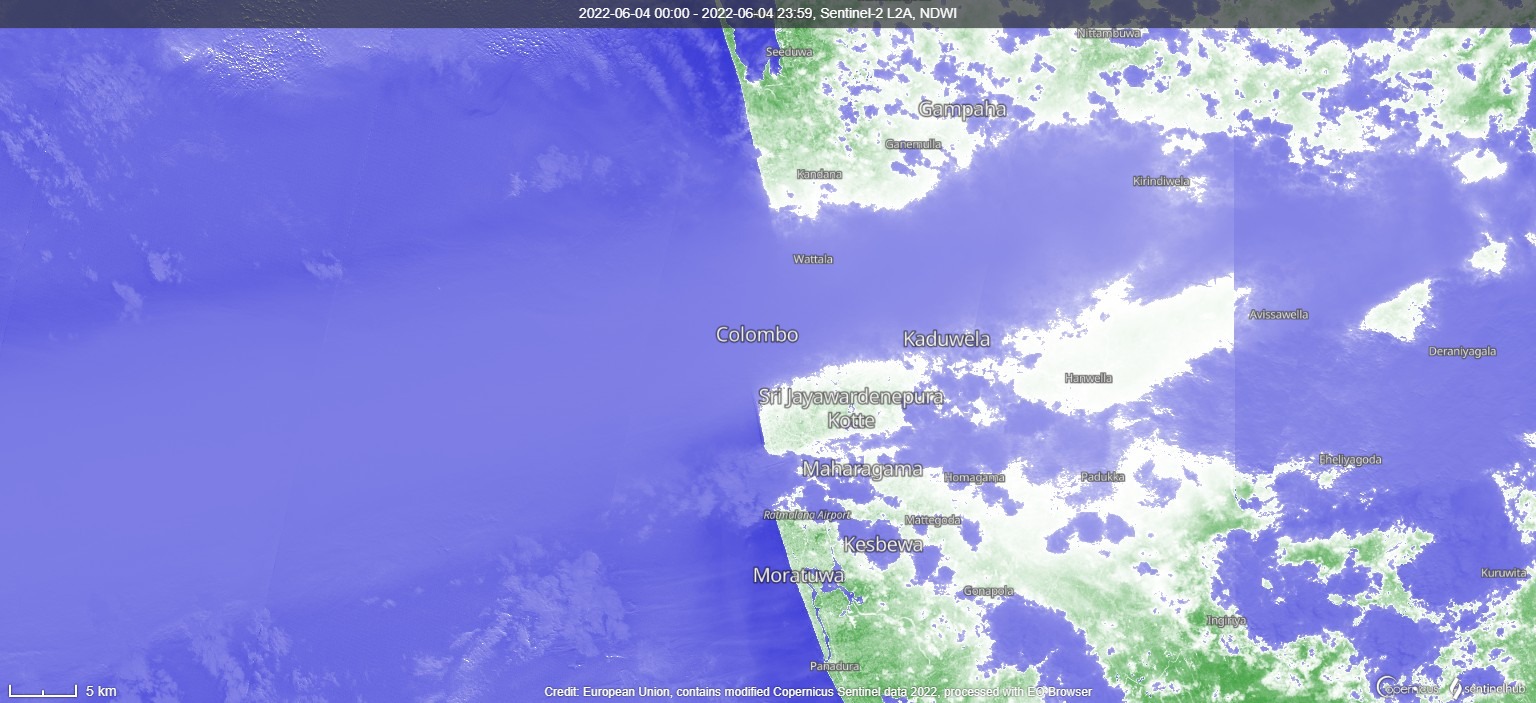 2022-06-04 00:00 - 2022-06-04 23:59, Sentinel-2 L2A, NDWI
Nittambuwa
Seeduwa
Gampaha
Ganemulla
Kandana
Kirindiwela
Wattala
Avissawella
Colombo
Kaduwela
Deraniyagala
Hanwella
Sri Jayawardenepura
Kotte
Eheliyagoda
Maharagama
Homagama
Padukka
Ratmalana Airport
Mattegoda
Kesbewa
Moratuwa
Kuruwita
Gonapola
Ingiriya
Panadura
5 km
Credit: European Union, contains modified Copernicus Sentinel data 2022, processed with EO Browser
opernicus
sentinelhub